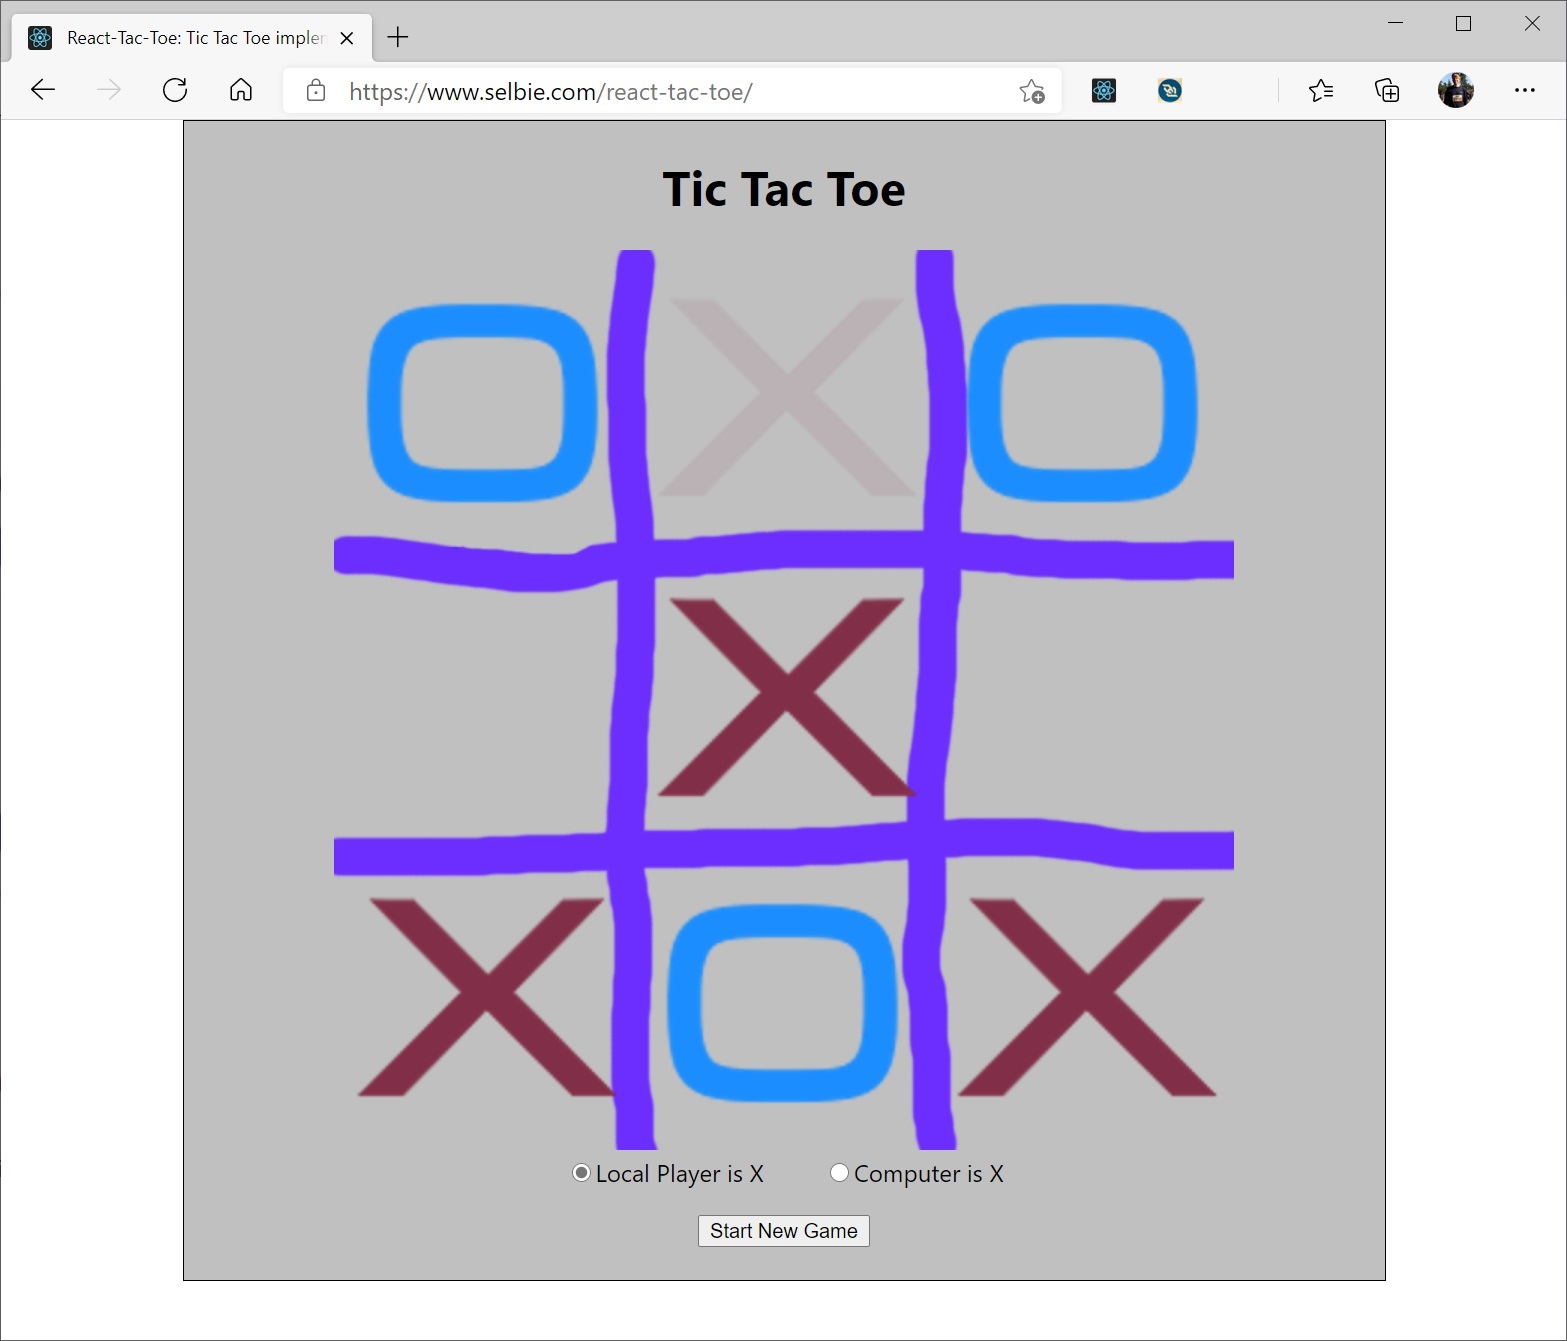 React-Tac-Toe: Tic Tac Toe imple
https://www.selbie.com/react-tac-toe/
Tic Tac Toe
O X O
X
X O X
Local Player is X
Computer is X
Start New Game